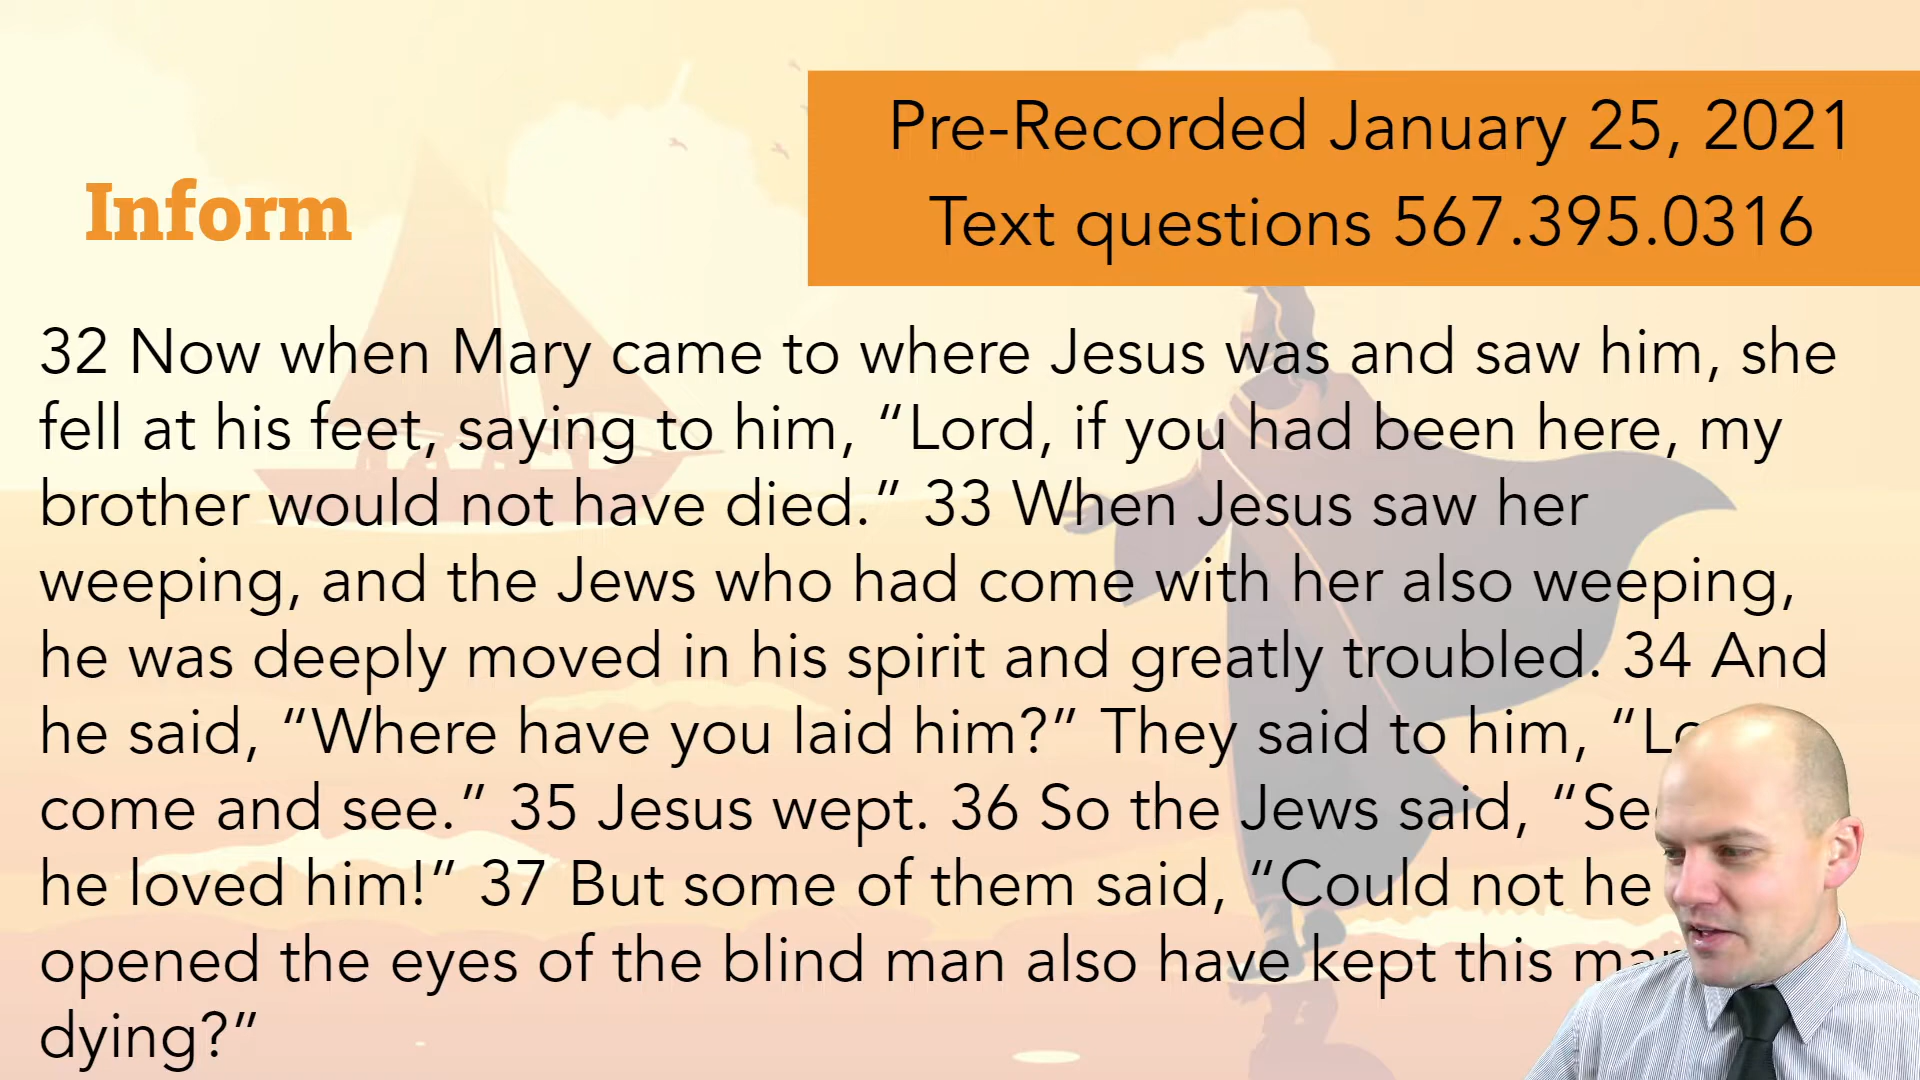 Pre-Recorded January 25, 2021
Text questions 567.395.0316
Inform
32 Now when Mary came to where Jesus was and saw him, she
fell at his feet, saying to him, “Lord, if you had been here, my
brother would not have died.” 33 When Jesus saw her
weeping, and the Jews who had come with her also weeping,
he was deeply moved in his spirit and greatly troubled. 34 And
he said, “Where have you laid him?” They said to him,
come and see.” 35 Jesus wept. 36 So the Jews said,
he loved him!” 37 But some of them said, “Could not he
opened the eyes of the blind man also have kept this
dying?”